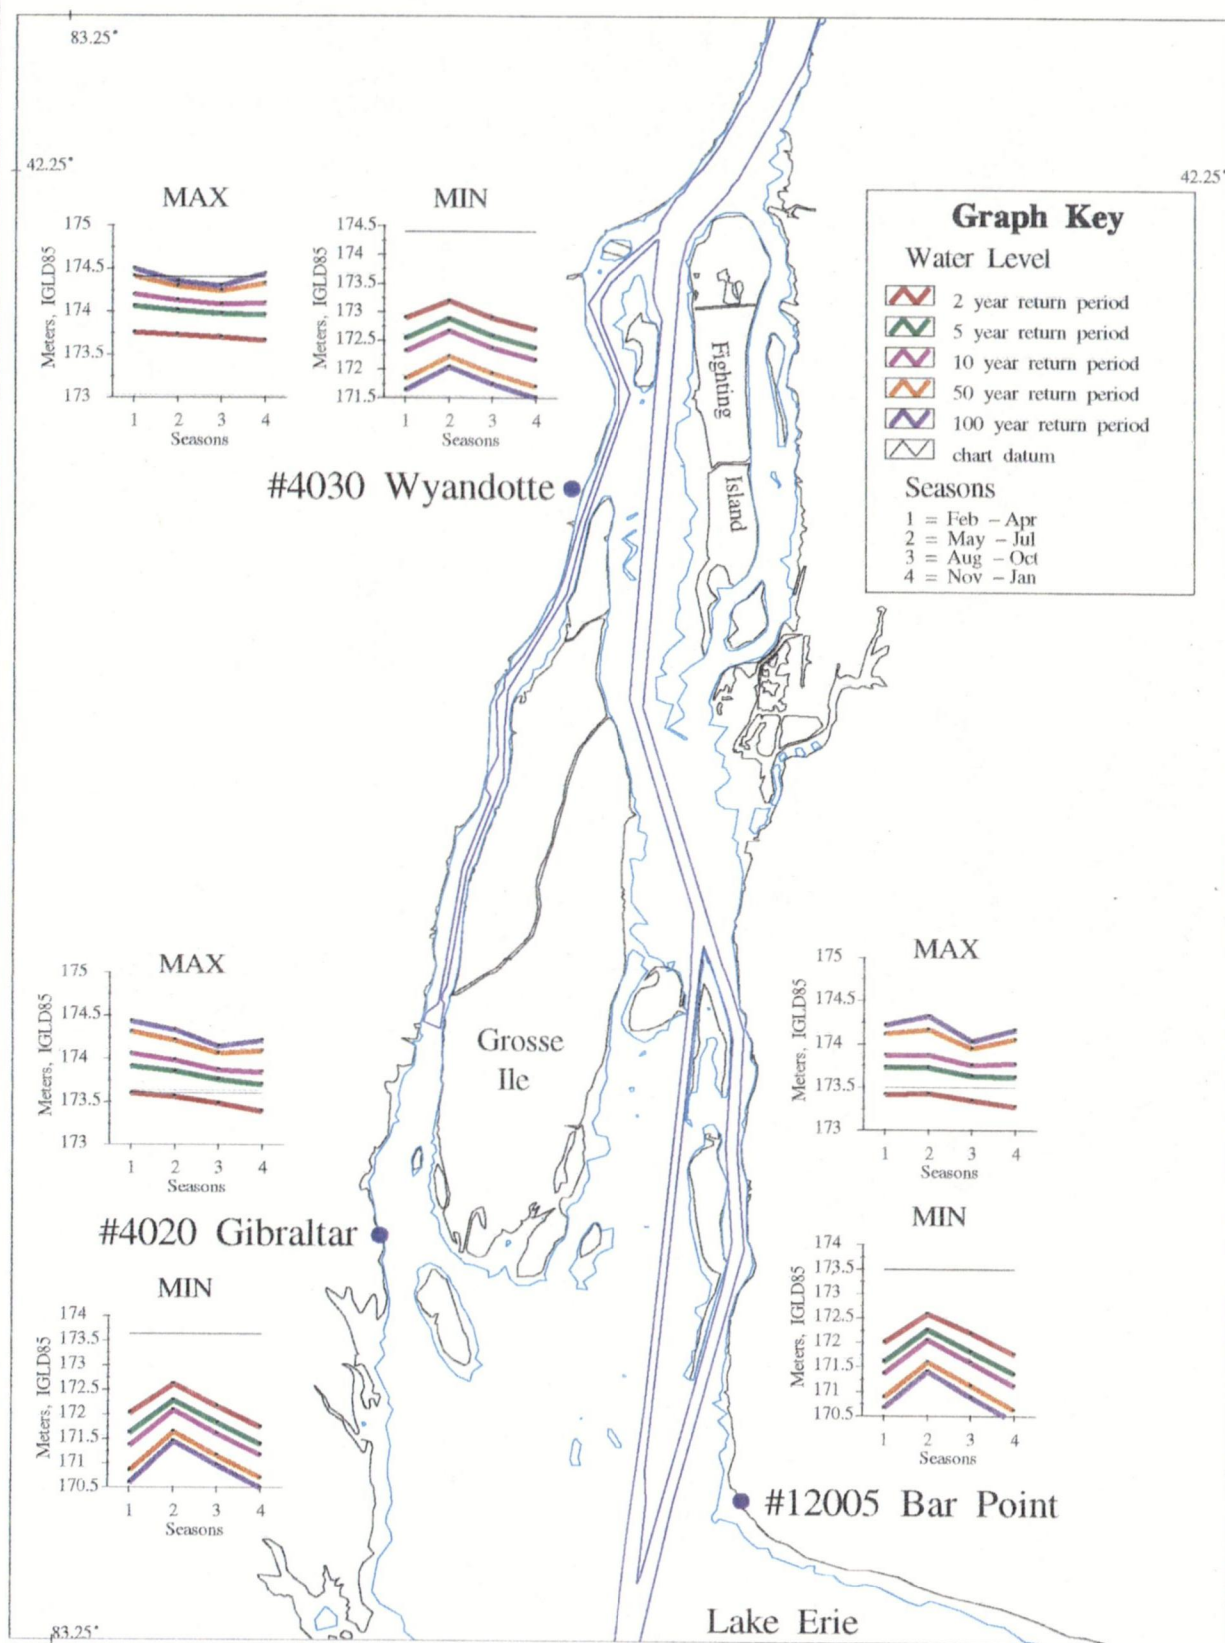 83.25°
42.25°
42.25°
MAX
Meters, IGLD85
175
174.5
174
173.5
173
1 2 3 4
Seasons
MIN
Meters, IGLD85
174.5
174
173.5
173
172.5
172
171.5
1 2 3 4
Seasons
Graph Key
Water Level
2 year return period
5 year return period
10 year return period
50 year return period
100 year return period
chart datum
Seasons
1 = Feb – Apr
2 = May – Jul
3 = Aug – Oct
4 = Nov – Jan
Fighting
Island
#4030 Wyandotte
MAX
Meters, IGLD85
175
174.5
174
173.5
173
1 2 3 4
Seasons
Grosse
Ile
MAX
Meters, IGLD85
175
174.5
174
173.5
173
1 2 3 4
Seasons
#4020 Gibraltar
MIN
Meters, IGLD85
174
173.5
173
172.5
172
171.5
171
170.5
1 2 3 4
Seasons
MIN
Meters, IGLD85
174
173.5
173
172.5
172
171.5
171
170.5
1 2 3 4
Seasons
#12005 Bar Point
Lake Erie
83.25°